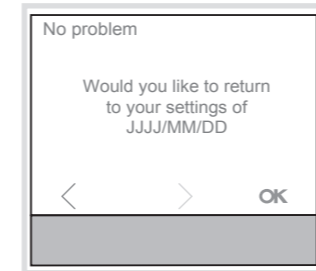 No problem
Would you like to return
to your settings of
JJJJ/MM/DD
OK